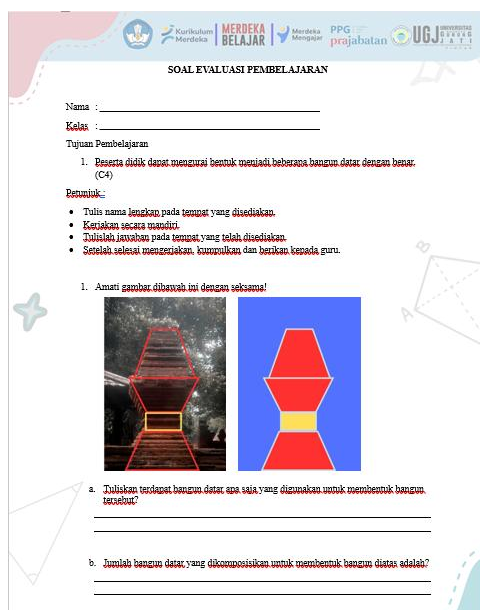 Kurikulum
Merdeka
MERDEKA
BELAJAR
Merdeka
Mengajar
PPG
prajabatan
UGJ
UNIVERSITAS
SOAL EVALUASI PEMBELAJARAN
Nama :
Kelas :
Tujuan Pembelajaran
1. Peserta didik dapat mengurai bentuk menjadi beberapa bangun datar dengan benar.
(C4)
Petunjuk :
• Tulis nama lengkap pada tempat yang disediakan.
• Kerjakan secara mandiri.
• Tulislah jawaban pada tempat yang telah disediakan.
• Setelah selesai mengerjakan, kumpulkan dan berikan kepada guru.
1. Amati gambar dibawah ini dengan seksama!
B
A
a. Tuliskan terdapat bangun datar apa saja yang digunakan untuk membentuk bangun
tersebut?
b. Jumlah bangun datar yang dikomposisikan untuk membentuk bangun diatas adalah?